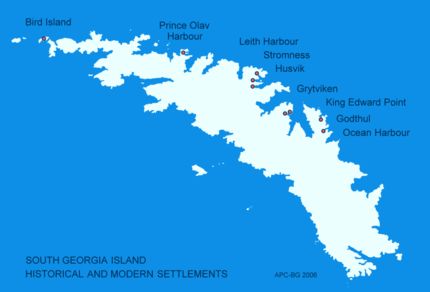 Bird Island
Prince Olav
Harbour
Leith Harbour
Stromness
Husvik
Grytviken
King Edward Point
Godthul
Ocean Harbour
SOUTH GEORGIA ISLAND
HISTORICAL AND MODERN SETTLEMENTS
APC-BG 2006